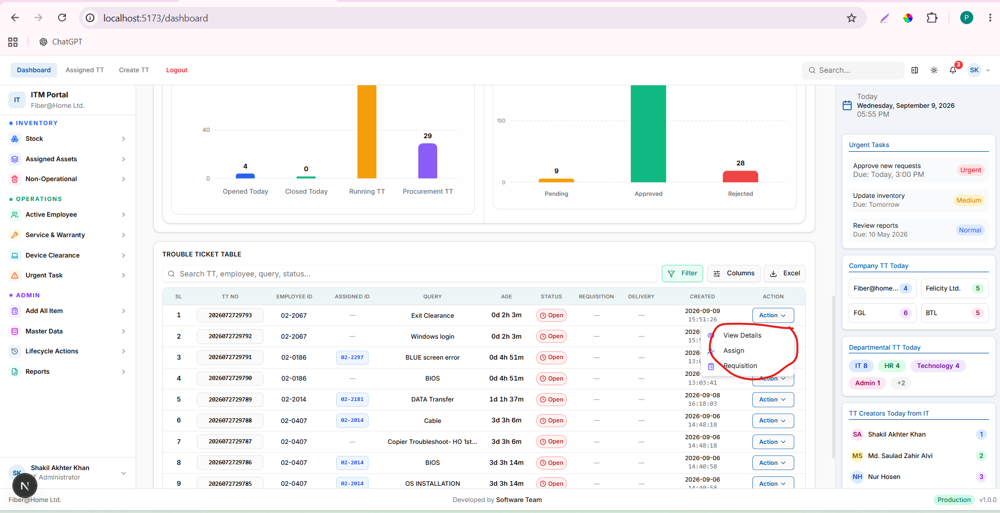 localhost:5173/dashboard
P
ChatGPT
Dashboard
Assigned TT
Create TT
Logout
Search...
3
SK
IT
ITM Portal
Fiber@Home Ltd.
INVENTORY
Stock
Assigned Assets
Non-Operational
OPERATIONS
Active Employee
Service & Warranty
Device Clearance
Urgent Task
ADMIN
Add All Item
Master Data
Lifecycle Actions
Reports
SK
Shakil Akhter Khan
IT Administrator
N
40
0
4
0
29
Opened Today
Closed Today
Running TT
Procurement TT
150
0
9
28
Pending
Approved
Rejected
TROUBLE TICKET TABLE
Search TT, employee, query, status...
Filter
Columns
Excel
SL TT NO EMPLOYEE ID ASSIGNED ID QUERY AGE STATUS REQUISITION DELIVERY CREATED ACTION
1 2026072729793 02-2067 — Exit Clearance 0d 2h 3m Open — — 2026-09-09 15:51:26 Action
2 2026072729792 02-2067 — Windows login 0d 2h 3m Open — — 2026- 15:5
3 2026072729791 02-0186 02-2297 BLUE screen error 0d 4h 51m Open — — 2026- 13:0
4 2026072729790 02-0186 — BIOS 0d 4h 51m Open — — 2026- 13:03:41 Action
View Details
Assign
Requisition
5 2026072729789 02-2014 02-2181 DATA Transfer 1d 1h 37m Open — — 2026-09-08 16:18:03 Action
6 2026072729788 02-0407 02-2014 Cable 3d 3h 6m Open — — 2026-09-06 14:48:18 Action
7 2026072729787 02-0407 — Copier Troubleshoot- HO 1st... 3d 3h 6m Open — — 2026-09-06 14:48:18 Action
8 2026072729786 02-0407 02-2014 BIOS 3d 3h 14m Open — — 2026-09-06 14:40:58 Action
9 2026072729785 02-0407 02-2014 OS INSTALLATION 3d 3h 14m Open — — 2026-09-06 14:40:58 Action
Today
Wednesday, September 9, 2026
05:55 PM
Urgent Tasks
Approve new requests
Due: Today, 3:00 PM
Urgent
Update inventory
Due: Tomorrow
Medium
Review reports
Due: 10 May 2026
Normal
Company TT Today
Fiber@home... 4
Felicity Ltd. 5
FGL 6
BTL 5
Departmental TT Today
IT 8 HR 4 Technology 4
Admin 1 +2
TT Creators Today from IT
SA Shakil Akhter Khan 1
MS Md. Saulad Zahir Alvi 2
NH Nur Hosen 3
Fiber@Home Ltd.
Developed by Software Team
Production v1.0.0